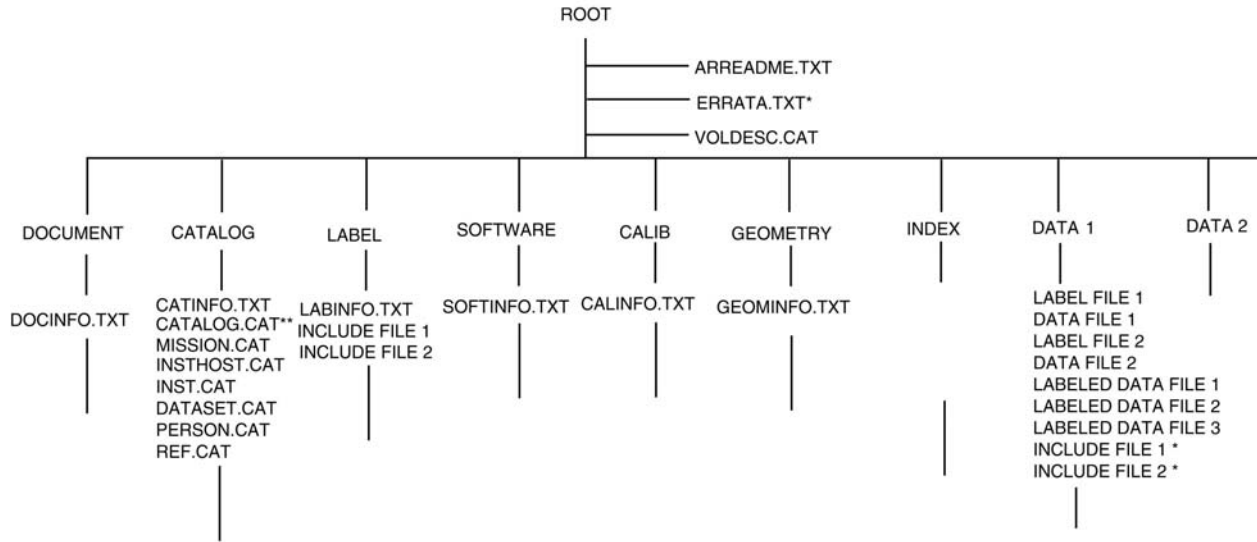 ROOT
ARREADME.TXT
ERRATA.TXT*
VOLDESC.CAT
DOCUMENT
CATALOG
LABEL
SOFTWARE
CALIB
GEOMETRY
INDEX
DATA 1
DATA 2
DOCINFO.TXT
CATINFO.TXT
CATALOG.CAT**
MISSION.CAT
INSTHOST.CAT
INST.CAT
DATASET.CAT
PERSON.CAT
REF.CAT
LABINFO.TXT
INCLUDE FILE 1
INCLUDE FILE 2
SOFTINFO.TXT
CALINFO.TXT
GEOMINFO.TXT
LABEL FILE 1
DATA FILE 1
LABEL FILE 2
DATA FILE 2
LABELED DATA FILE 1
LABELED DATA FILE 2
LABELED DATA FILE 3
INCLUDE FILE 1 *
INCLUDE FILE 2 *